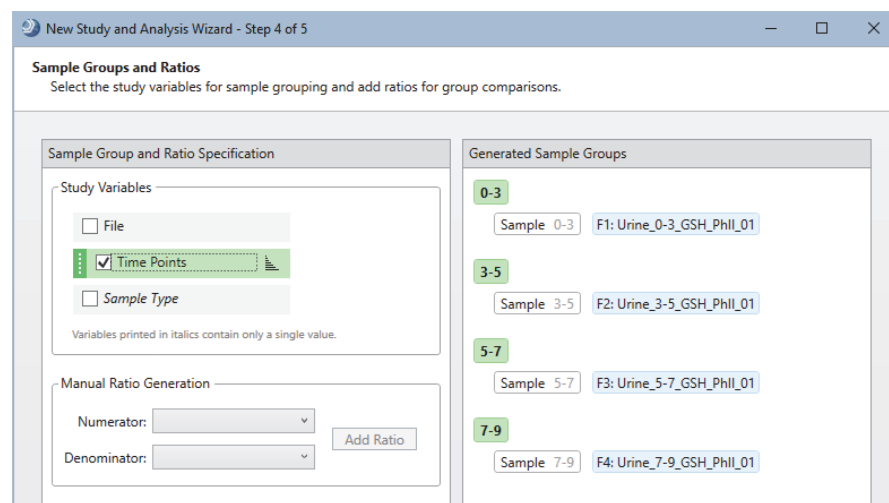 New Study and Analysis Wizard - Step 4 of 5
Sample Groups and Ratios
Select the study variables for sample grouping and add ratios for group comparisons.
Sample Group and Ratio Specification
Study Variables
File
Time Points
Sample Type
Variables printed in italics contain only a single value.
Manual Ratio Generation
Numerator:
Denominator:
Add Ratio
Generated Sample Groups
0-3
Sample 0-3 F1: Urine_0-3_GSH_PhII_01
3-5
Sample 3-5 F2: Urine_3-5_GSH_PhII_01
5-7
Sample 5-7 F3: Urine_5-7_GSH_PhII_01
7-9
Sample 7-9 F4: Urine_7-9_GSH_PhII_01